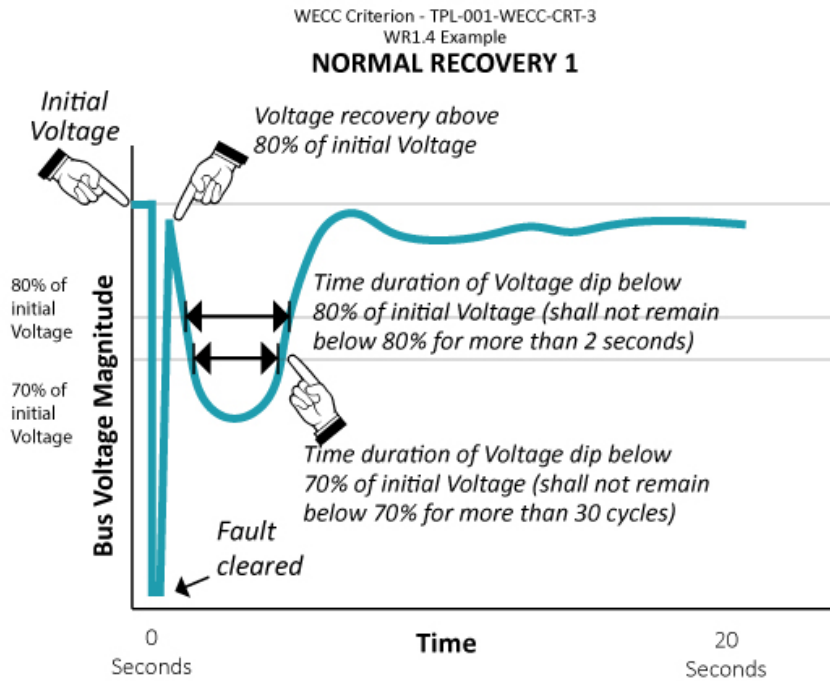 WECC Criterion - TPL-001-WECC-CRT-3
WR1.4 Example
NORMAL RECOVERY 1
Initial
Voltage
Voltage recovery above
80% of initial Voltage
80% of
initial
Voltage
Time duration of Voltage dip below
80% of initial Voltage (shall not remain
below 80% for more than 2 seconds)
70% of
initial
Voltage
Bus Voltage Magnitude
Time duration of Voltage dip below
70% of initial Voltage (shall not remain
below 70% for more than 30 cycles)
Fault
cleared
0
Seconds
Time
20
Seconds